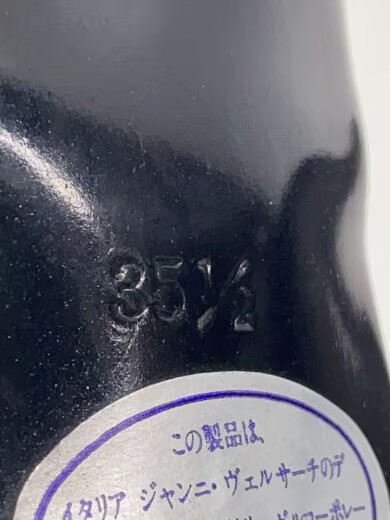 35½
この製品は、
イタリア ジャンニ・ヴェルサーチのデ